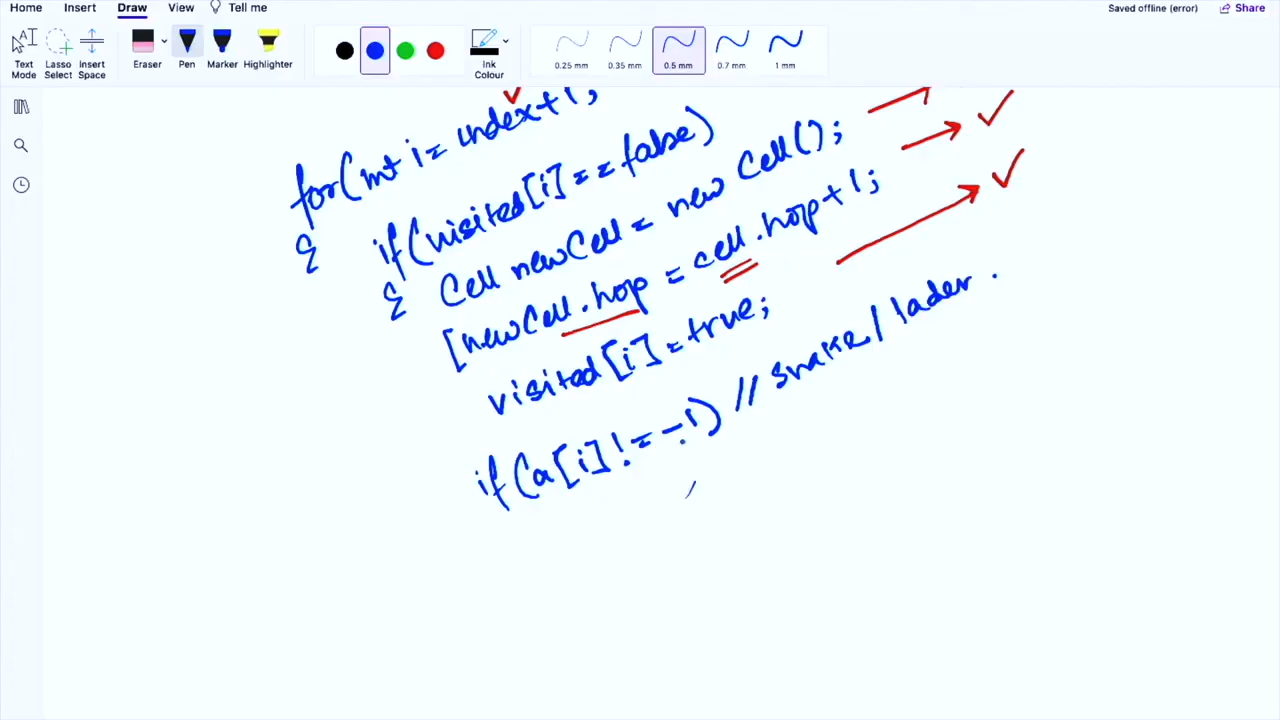 Home Insert Draw View Tell me Saved offline (error) Share
Text Mode Lasso Select Insert Space Eraser Pen Marker Highlighter Ink Colour 0.25 mm 0.35 mm 0.5 mm 0.7 mm 1 mm
for(int i = index+1;
{ if(visited[i]==false)
{ Cell newCell = new Cell();
[newCell.hop = cell.hop+1;
visited[i]=true;
if(a[i]!=-1) // snake/lader.